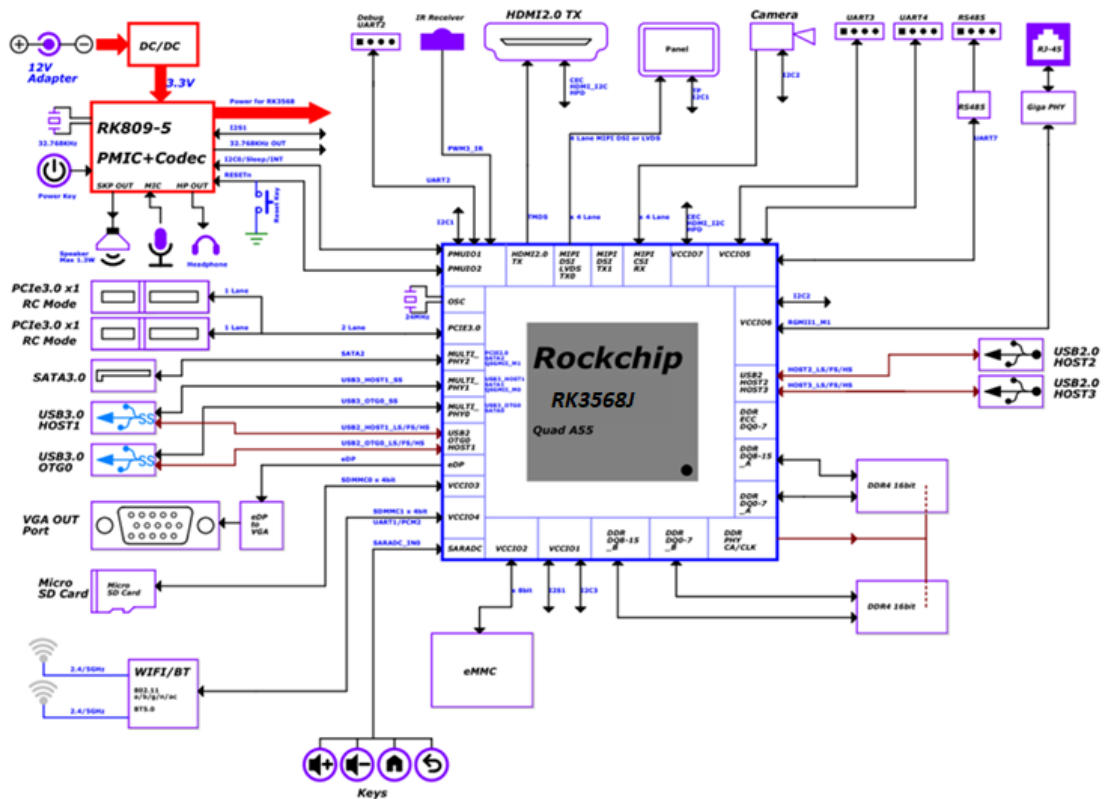 Debug
UART2
IR Receiver
HDMI2.0 TX
Camera
UART3
UART4
RS485
RJ-45
DC/DC
12V
Adapter
3.3V
Panel
CEC
HDMI_I2C
HPD
TP
I2C1
I2C2
Power for RK3568
RK809-5
PMIC+Codec
32.768KHz
I2S1
32.768KHz OUT
I2C0/Sleep/INT
RESETn
SKP OUT
MIC
HP OUT
Power Key
Reset Key
Speaker
Max 1.3W
Headphone
RS485
Giga PHY
UART7
4 Lane MIPI DSI or LVDS
PWM3_IR
UART2
I2C1
TMDS
x 4 Lane
x 4 Lane
CEC
HDMI_I2C
HPD
PMUIO1
PMUIO2
HDMI2.0
TX
MIPI
DSI
LVDS
TX0
MIPI
DSI
TX1
MIPI
CSI
RX
VCCIO7
VCCIO5
PCIe3.0 x1
RC Mode
1 Lane
PCIe3.0 x1
RC Mode
1 Lane
2 Lane
24MHz
OSC
PCIE3.0
I2C2
VCCIO6
RGMII1_M1
SATA3.0
SATA2
MULTI_
PHY2
PCIE2.0
SATA2
QSGMII_M1
USB3.0
HOST1
SS
USB3_HOST1_SS
MULTI_
PHY1
USB3_HOST1
SATA1
QSGMII_M0
USB3_OTG0_SS
MULTI_
PHY0
USB3_OTG0
SATA0
USB2_HOST1_LS/FS/HS
USB2
OTG0
HOST1
USB3.0
OTG0
SS
USB2_OTG0_LS/FS/HS
Rockchip
RK3568J
Quad A55
USB2
HOST2
HOST3
HOST2_LS/FS/HS
HOST3_LS/FS/HS
USB2.0
HOST2
USB2.0
HOST3
DDR
ECC
DQ0-7
DDR
DQ8-15
_A
DDR
DQ0-7
_A
DDR4 16bit
eDP
eDP
VGA OUT
Port
eDP
to
VGA
SDMMC0 x 4bit
VCCIO3
SDMMC1 x 4bit
UART1/PCM2
VCCIO4
SARADC_IN0
SARADC
VCCIO2
VCCIO1
DDR
DQ8-15
_B
DDR
DQ0-7
_B
DDR
PHY
CA/CLK
Micro
SD Card
Micro
SD Card
x 8bit
I2S1
I2C3
DDR4 16bit
eMMC
2.4/5GHz
2.4/5GHz
WIFI/BT
802.11
a/b/g/n/ac
BT5.0
Keys